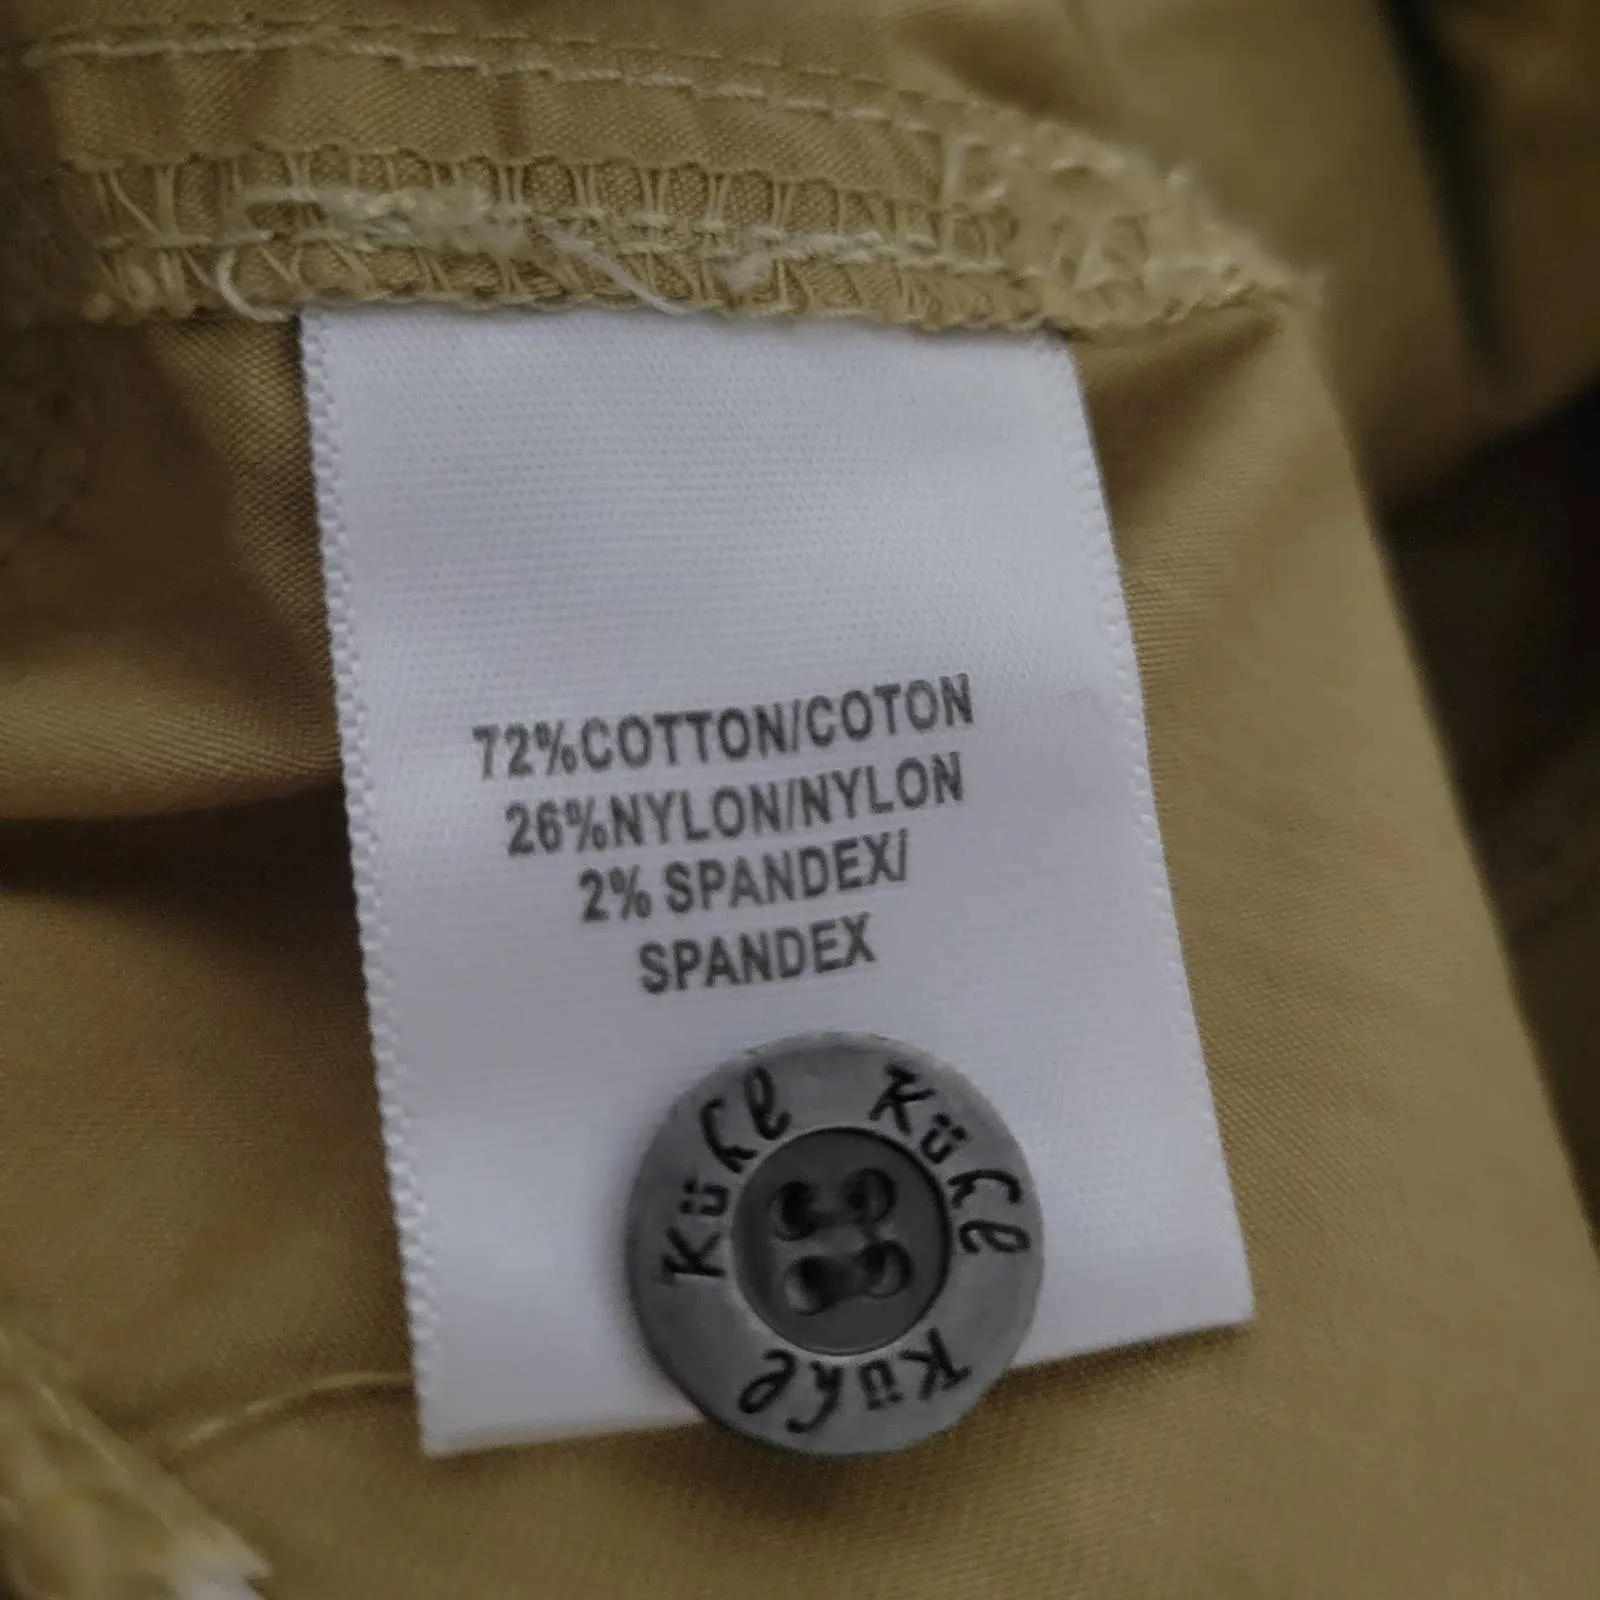 72%COTTON/COTON
26%NYLON/NYLON
2% SPANDEX/
SPANDEX
Kühl
Kühl
Kühl